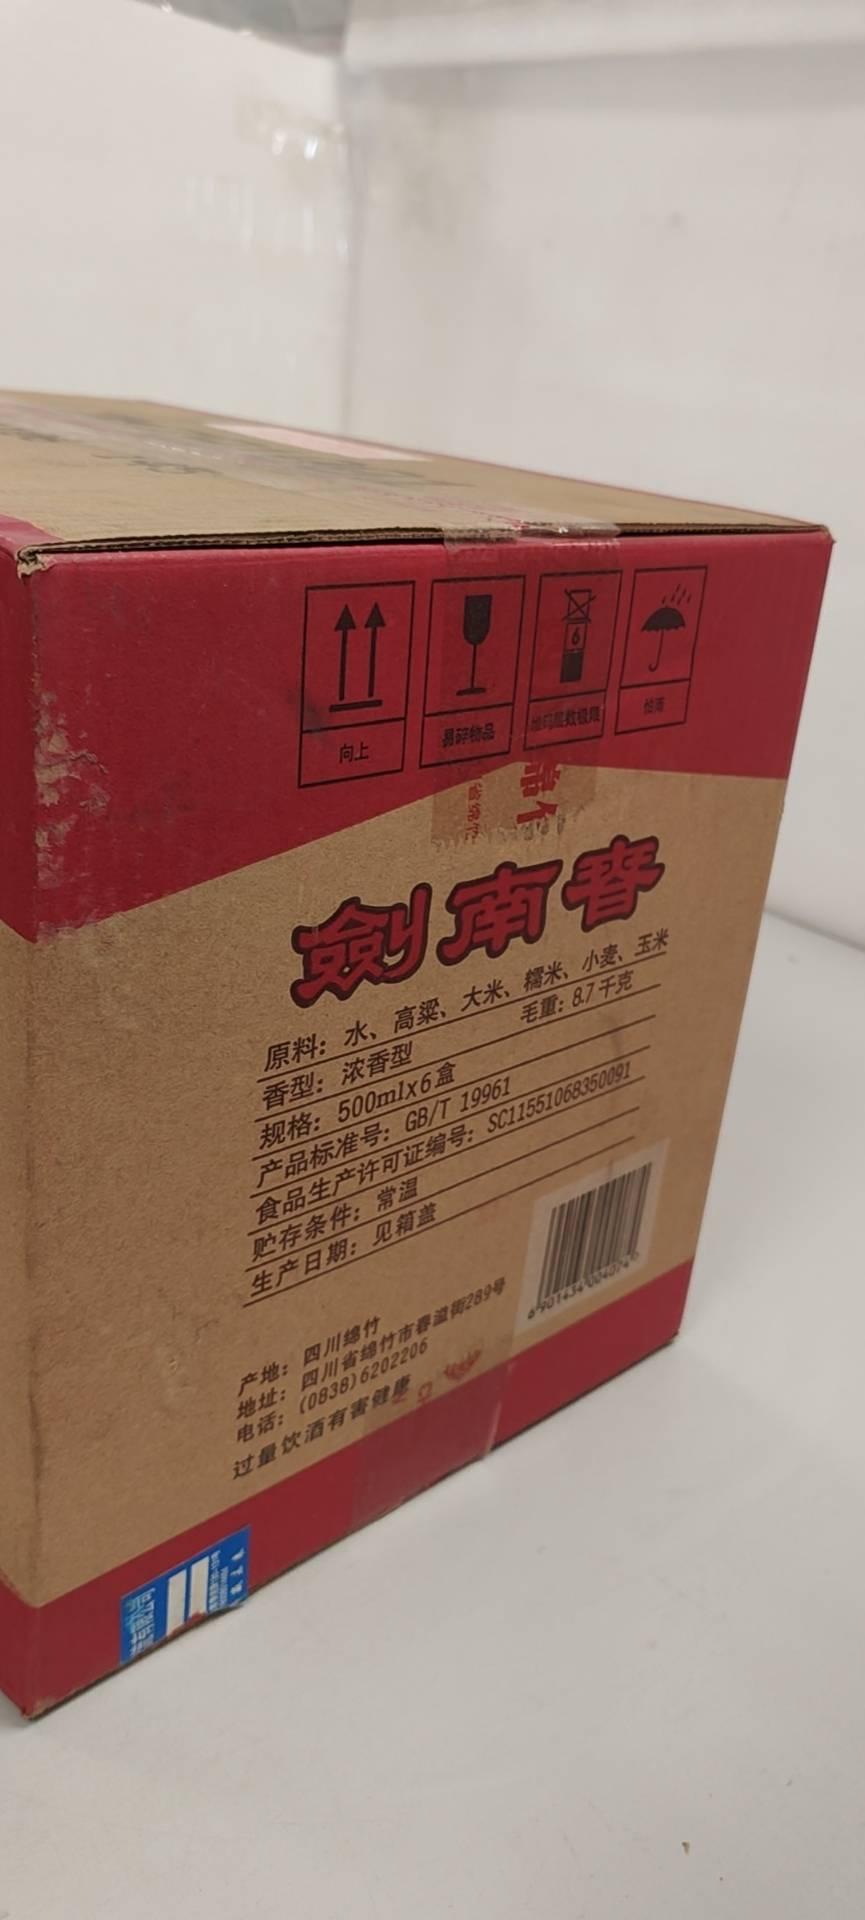 向上
易碎物品
6
堆码层数极限
怕雨
劍南春
原料：水、高粱、大米、糯米、小麦、玉米
香型：浓香型 毛重：8.7千克
规格：500mlx6盒
产品标准号：GB/T 19961
食品生产许可证编号：SC11551068350091
贮存条件：常温
生产日期：见箱盖
6901434004074
产地：四川绵竹
地址：四川省绵竹市春溢街289号
电话：(0838)6202206
过量饮酒有害健康